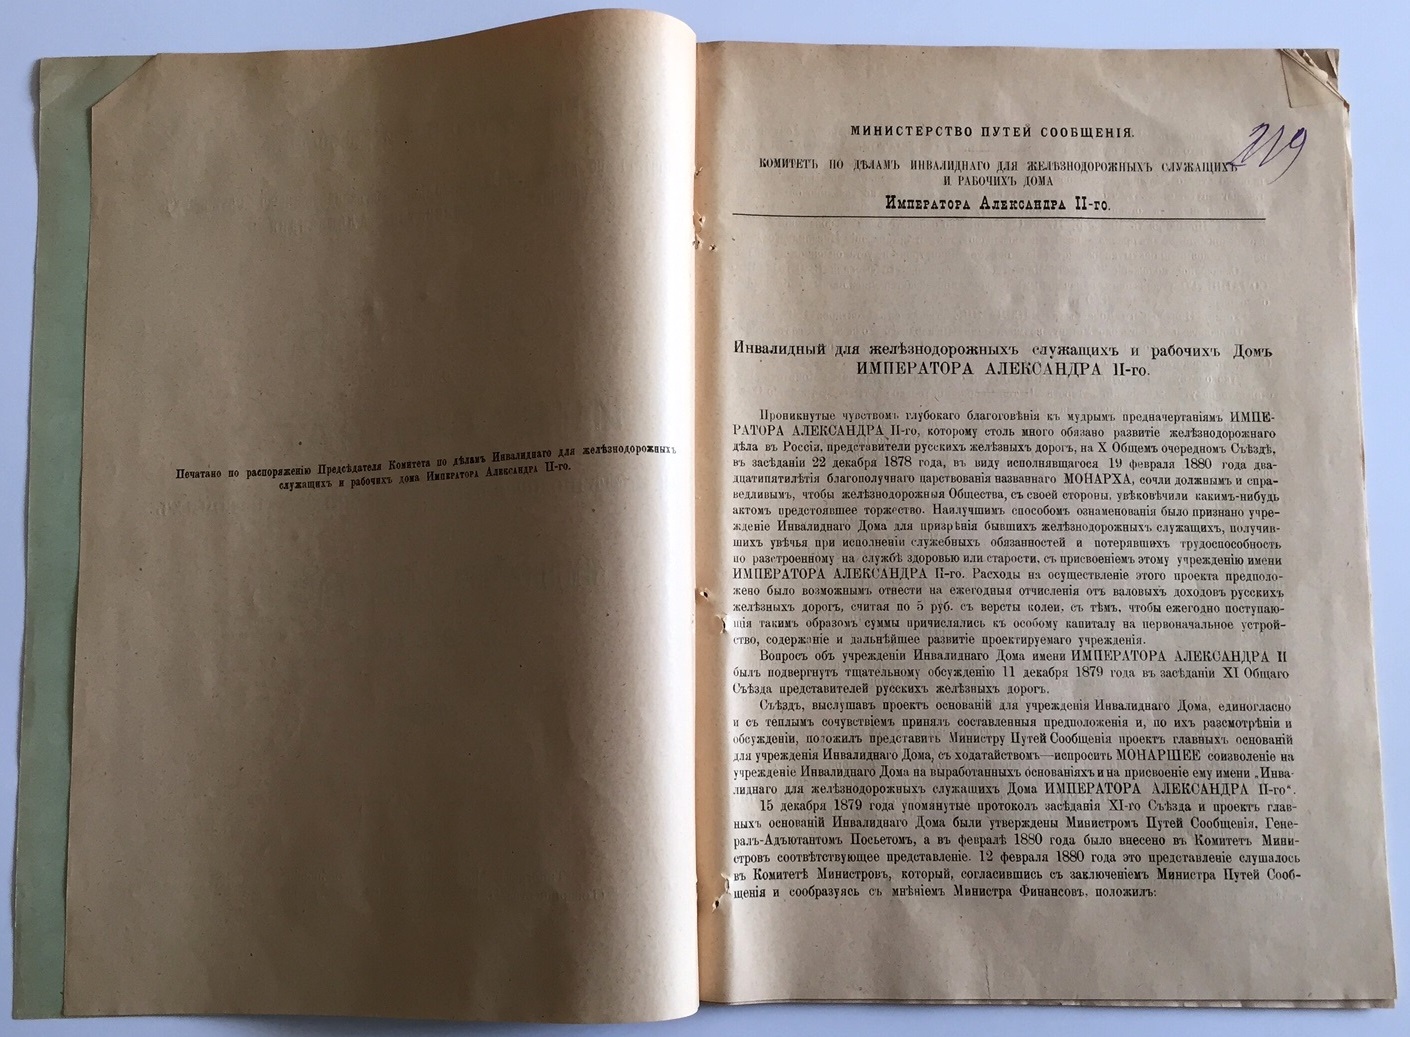 Печатано по распоряженію Предсѣдателя Комитета по дѣламъ Инвалиднаго для желѣзнодорожныхъ
служащихъ и рабочихъ дома Императора Александра II-го.
МИНИСТЕРСТВО ПУТЕЙ СООБЩЕНІЯ.
219
КОМИТЕТЪ ПО ДѢЛАМЪ ИНВАЛИДНАГО ДЛЯ ЖЕЛѢЗНОДОРОЖНЫХЪ СЛУЖАЩИХЪ
И РАБОЧИХЪ ДОМА
Императора Александра II-го.
Инвалидный для желѣзнодорожныхъ служащихъ и рабочихъ Домъ
ИМПЕРАТОРА АЛЕКСАНДРА II-го.
Проникнутые чувствомъ глубокаго благоговѣнія къ мудрымъ предначертаніямъ ИМПЕ-
РАТОРА АЛЕКСАНДРА II-го, которому столь много обязано развитіе желѣзнодорожнаго
дѣла въ Россіи, представители русскихъ желѣзныхъ дорогъ, на X Общемъ очередномъ Съѣздѣ,
въ засѣданіи 22 декабря 1878 года, въ виду исполнявшагося 19 февраля 1880 года два-
дцатипятилѣтія благополучнаго царствованія названнаго МОНАРХА, сочли должнымъ и спра-
ведливымъ, чтобы желѣзнодорожныя Общества, съ своей стороны, увѣковѣчили какимъ-нибудь
актомъ предстоявшее торжество. Наилучшимъ способомъ ознаменованія было признано учре-
жденіе Инвалиднаго Дома для призрѣнія бывшихъ желѣзнодорожныхъ служащихъ, получив-
шихъ увѣчья при исполненіи служебныхъ обязанностей и потерявшихъ трудоспособность
по разстроенному на службѣ здоровью или старости, съ присвоеніемъ этому учрежденію имени
ИМПЕРАТОРА АЛЕКСАНДРА II-го. Расходы на осуществленіе этого проекта предполо-
жено было возможнымъ отнести на ежегодныя отчисленія отъ валовыхъ доходовъ русскихъ
желѣзныхъ дорогъ, считая по 5 руб. съ версты колеи, съ тѣмъ, чтобы ежегодно поступаю-
щія такимъ образомъ суммы причислялись къ особому капиталу на первоначальное устрой-
ство, содержаніе и дальнѣйшее развитіе проектируемаго учрежденія.
Вопросъ объ учрежденіи Инвалиднаго Дома имени ИМПЕРАТОРА АЛЕКСАНДРА II
былъ подвергнутъ тщательному обсужденію 11 декабря 1879 года въ засѣданіи XI Общаго
Съѣзда представителей русскихъ желѣзныхъ дорогъ.
Съѣздъ, выслушавъ проектъ основаній для учрежденія Инвалиднаго Дома, единогласно
и съ теплымъ сочувствіемъ принялъ составленныя предположенія и, по ихъ разсмотрѣніи и
обсужденіи, положилъ представить Министру Путей Сообщенія проектъ главныхъ основаній
для учрежденія Инвалиднаго Дома, съ ходатайствомъ—испросить МОНАРШЕЕ соизволеніе на
учрежденіе Инвалиднаго Дома на выработанныхъ основаніяхъ и на присвоеніе ему имени „Инва-
лиднаго для желѣзнодорожныхъ служащихъ Дома ИМПЕРАТОРА АЛЕКСАНДРА II-го“.
15 декабря 1879 года упомянутые протоколъ засѣданія XI-го Съѣзда и проектъ глав-
ныхъ основаній Инвалиднаго Дома были утверждены Министромъ Путей Сообщенія, Гене-
ралъ-Адъютантомъ Посьетомъ, а въ февралѣ 1880 года было внесено въ Комитетъ Мини-
стровъ соотвѣтствующее представленіе. 12 февраля 1880 года это представленіе слушалось
въ Комитетѣ Министровъ, который, согласившись съ заключеніемъ Министра Путей Сооб-
щенія и сообразуясь съ мнѣніемъ Министра Финансовъ, положилъ: